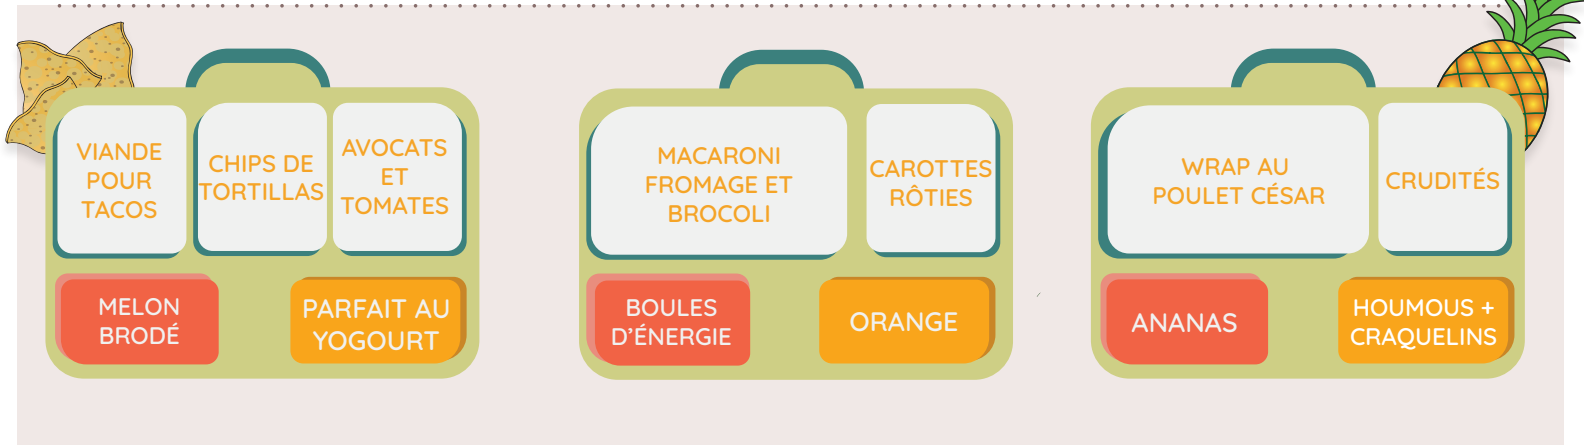 VIANDE
POUR
TACOS
CHIPS DE
TORTILLAS
AVOCATS
ET
TOMATES
MELON
BRODÉ
PARFAIT AU
YOGOURT
MACARONI
FROMAGE ET
BROCOLI
CAROTTES
RÔTIES
BOULES
D'ÉNERGIE
ORANGE
WRAP AU
POULET CÉSAR
CRUDITÉS
ANANAS
HOUMOUS +
CRAQUELINS